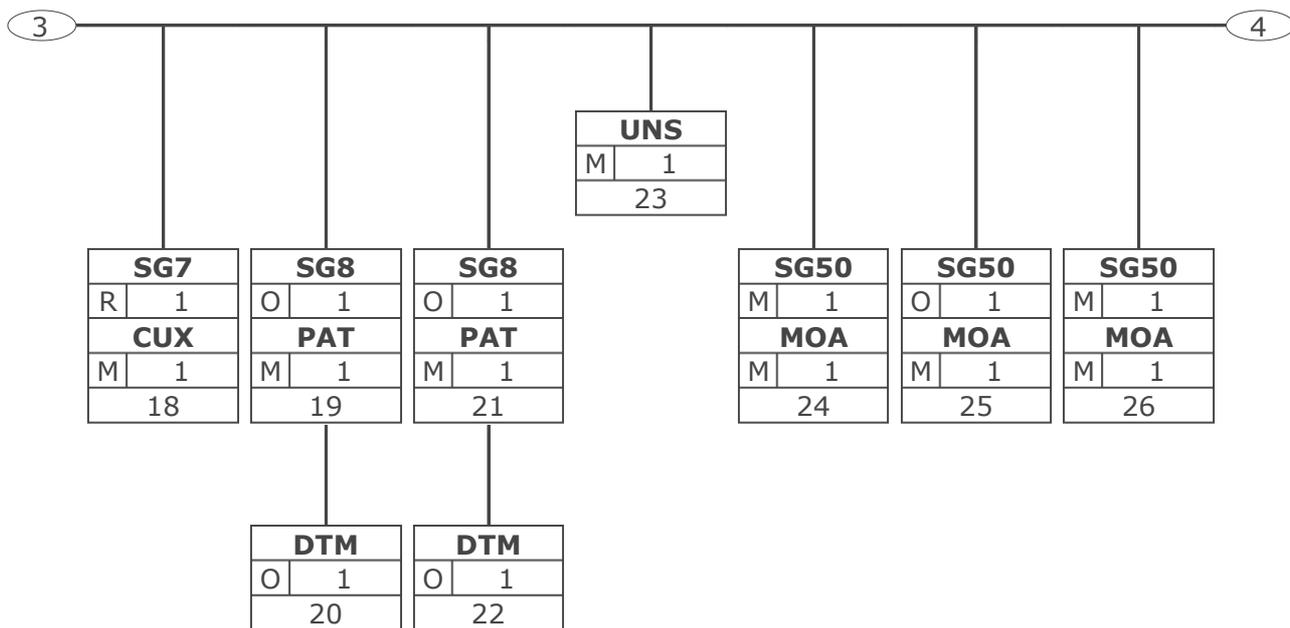 3
4
UNS
M 1
23
SG7
R 1
CUX
M 1
18
SG8
O 1
PAT
M 1
19
SG8
O 1
PAT
M 1
21
SG50
M 1
MOA
M 1
24
SG50
O 1
MOA
M 1
25
SG50
M 1
MOA
M 1
26
DTM
O 1
20
DTM
O 1
22